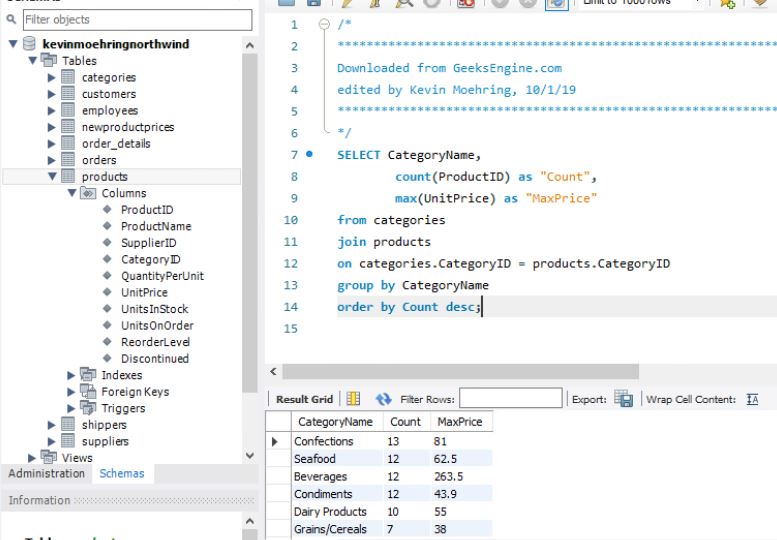 Filter objects
kevinmoehringnorthwind
Tables
categories
customers
employees
newproductprices
order_details
orders
products
Columns
ProductID
ProductName
SupplierID
CategoryID
QuantityPerUnit
UnitPrice
UnitsInStock
UnitsOnOrder
ReorderLevel
Discontinued
Indexes
Foreign Keys
Triggers
shippers
suppliers
Views
Administration Schemas
Information
Limit to 1000 rows
1 /*
2 ****************************************************************
3 Downloaded from GeeksEngine.com
4 edited by Kevin Moehring, 10/1/19
5 ****************************************************************
6 */
7 SELECT CategoryName,
8 count(ProductID) as "Count",
9 max(UnitPrice) as "MaxPrice"
10 from categories
11 join products
12 on categories.CategoryID = products.CategoryID
13 group by CategoryName
14 order by Count desc;
15
Result Grid Filter Rows: Export: Wrap Cell Content: IA
CategoryName Count MaxPrice
Confections 13 81
Seafood 12 62.5
Beverages 12 263.5
Condiments 12 43.9
Dairy Products 10 55
Grains/Cereals 7 38